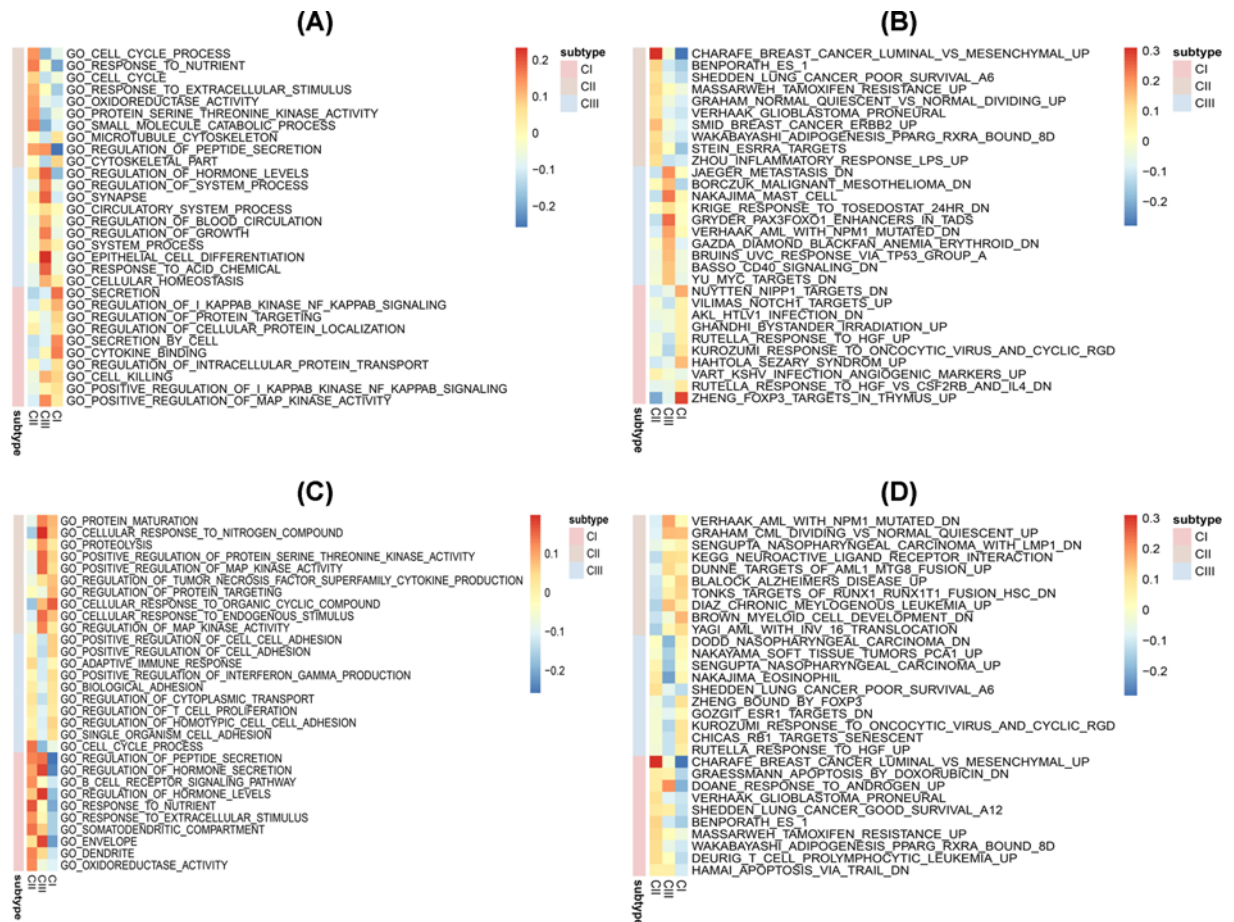 (A)
GO_CELL_CYCLE_PROCESS
GO_RESPONSE_TO_NUTRIENT
GO_CELL_CYCLE
GO_RESPONSE_TO_EXTRACELLULAR_STIMULUS
GO_OXIDOREDUCTASE_ACTIVITY
GO_PROTEIN_SERINE_THREONINE_KINASE_ACTIVITY
GO_SMALL_MOLECULE_CATABOLIC_PROCESS
GO_MICROTUBULE_CYTOSKELETON
GO_REGULATION_OF_PEPTIDE_SECRETION
GO_CYTOSKELETAL_PART
GO_REGULATION_OF_HORMONE_LEVELS
GO_REGULATION_OF_SYSTEM_PROCESS
GO_SYNAPSE
GO_CIRCULATORY_SYSTEM_PROCESS
GO_REGULATION_OF_BLOOD_CIRCULATION
GO_REGULATION_OF_GROWTH
GO_SYSTEM_PROCESS
GO_EPITHELIAL_CELL_DIFFERENTIATION
GO_RESPONSE_TO_ACID_CHEMICAL
GO_CELLULAR_HOMEOSTASIS
GO_SECRETION
GO_REGULATION_OF_I_KAPPAB_KINASE_NF_KAPPAB_SIGNALING
GO_REGULATION_OF_PROTEIN_TARGETING
GO_REGULATION_OF_CELLULAR_PROTEIN_LOCALIZATION
GO_SECRETION_BY_CELL
GO_CYTOKINE_BINDING
GO_REGULATION_OF_INTRACELLULAR_PROTEIN_TRANSPORT
GO_CELL_KILLING
GO_POSITIVE_REGULATION_OF_I_KAPPAB_KINASE_NF_KAPPAB_SIGNALING
GO_POSITIVE_REGULATION_OF_MAP_KINASE_ACTIVITY
subtype
CII
CIII
CI
0.2
0.1
0
−0.1
−0.2
subtype
CI
CII
CIII
(B)
CHARAFE_BREAST_CANCER_LUMINAL_VS_MESENCHYMAL_UP
BENPORATH_ES_1
SHEDDEN_LUNG_CANCER_POOR_SURVIVAL_A6
MASSARWEH_TAMOXIFEN_RESISTANCE_UP
GRAHAM_NORMAL_QUIESCENT_VS_NORMAL_DIVIDING_UP
VERHAAK_GLIOBLASTOMA_PRONEURAL
SMID_BREAST_CANCER_ERBB2_UP
WAKABAYASHI_ADIPOGENESIS_PPARG_RXRA_BOUND_8D
STEIN_ESRRA_TARGETS
ZHOU_INFLAMMATORY_RESPONSE_LPS_UP
JAEGER_METASTASIS_DN
BORCZUK_MALIGNANT_MESOTHELIOMA_DN
NAKAJIMA_MAST_CELL
KRIGE_RESPONSE_TO_TOSEDOSTAT_24HR_DN
GRYDER_PAX3FOXO1_ENHANCERS_IN_TADS
VERHAAK_AML_WITH_NPM1_MUTATED_DN
GAZDA_DIAMOND_BLACKFAN_ANEMIA_ERYTHROID_DN
BRUINS_UVC_RESPONSE_VIA_TP53_GROUP_A
BASSO_CD40_SIGNALING_DN
YU_MYC_TARGETS_DN
NUYTTEN_NIPP1_TARGETS_DN
VILIMAS_NOTCH1_TARGETS_UP
AKL_HTLV1_INFECTION_DN
GHANDHI_BYSTANDER_IRRADIATION_UP
RUTELLA_RESPONSE_TO_HGF_UP
KUROZUMI_RESPONSE_TO_ONCOCYTIC_VIRUS_AND_CYCLIC_RGD
HAHTOLA_SEZARY_SYNDROM_UP
VART_KSHV_INFECTION_ANGIOGENIC_MARKERS_UP
RUTELLA_RESPONSE_TO_HGF_VS_CSF2RB_AND_IL4_DN
ZHENG_FOXP3_TARGETS_IN_THYMUS_UP
subtype
CII
CIII
CI
0.3
0.2
0.1
0
−0.1
−0.2
subtype
CI
CII
CIII
(C)
GO_PROTEIN_MATURATION
GO_CELLULAR_RESPONSE_TO_NITROGEN_COMPOUND
GO_PROTEOLYSIS
GO_POSITIVE_REGULATION_OF_PROTEIN_SERINE_THREONINE_KINASE_ACTIVITY
GO_POSITIVE_REGULATION_OF_MAP_KINASE_ACTIVITY
GO_REGULATION_OF_TUMOR_NECROSIS_FACTOR_SUPERFAMILY_CYTOKINE_PRODUCTION
GO_REGULATION_OF_PROTEIN_TARGETING
GO_CELLULAR_RESPONSE_TO_ORGANIC_CYCLIC_COMPOUND
GO_CELLULAR_RESPONSE_TO_ENDOGENOUS_STIMULUS
GO_REGULATION_OF_MAP_KINASE_ACTIVITY
GO_POSITIVE_REGULATION_OF_CELL_CELL_ADHESION
GO_POSITIVE_REGULATION_OF_CELL_ADHESION
GO_ADAPTIVE_IMMUNE_RESPONSE
GO_POSITIVE_REGULATION_OF_INTERFERON_GAMMA_PRODUCTION
GO_BIOLOGICAL_ADHESION
GO_REGULATION_OF_CYTOPLASMIC_TRANSPORT
GO_REGULATION_OF_T_CELL_PROLIFERATION
GO_REGULATION_OF_HOMOTYPIC_CELL_CELL_ADHESION
GO_SINGLE_ORGANISM_CELL_ADHESION
GO_CELL_CYCLE_PROCESS
GO_REGULATION_OF_PEPTIDE_SECRETION
GO_REGULATION_OF_HORMONE_SECRETION
GO_B_CELL_RECEPTOR_SIGNALING_PATHWAY
GO_REGULATION_OF_HORMONE_LEVELS
GO_RESPONSE_TO_NUTRIENT
GO_RESPONSE_TO_EXTRACELLULAR_STIMULUS
GO_SOMATODENDRITIC_COMPARTMENT
GO_ENVELOPE
GO_DENDRITE
GO_OXIDOREDUCTASE_ACTIVITY
subtype
CII
CIII
CI
0.1
0
−0.1
−0.2
subtype
CI
CII
CIII
(D)
VERHAAK_AML_WITH_NPM1_MUTATED_DN
GRAHAM_CML_DIVIDING_VS_NORMAL_QUIESCENT_UP
SENGUPTA_NASOPHARYNGEAL_CARCINOMA_WITH_LMP1_DN
KEGG_NEUROACTIVE_LIGAND_RECEPTOR_INTERACTION
DUNNE_TARGETS_OF_AML1_MTG8_FUSION_UP
BLALOCK_ALZHEIMERS_DISEASE_UP
TONKS_TARGETS_OF_RUNX1_RUNX1T1_FUSION_HSC_DN
DIAZ_CHRONIC_MEYLOGENOUS_LEUKEMIA_UP
BROWN_MYELOID_CELL_DEVELOPMENT_DN
YAGI_AML_WITH_INV_16_TRANSLOCATION
DODD_NASOPHARYNGEAL_CARCINOMA_DN
NAKAYAMA_SOFT_TISSUE_TUMORS_PCA1_UP
SENGUPTA_NASOPHARYNGEAL_CARCINOMA_UP
NAKAJIMA_EOSINOPHIL
SHEDDEN_LUNG_CANCER_POOR_SURVIVAL_A6
ZHENG_BOUND_BY_FOXP3
GOZGIT_ESR1_TARGETS_DN
KUROZUMI_RESPONSE_TO_ONCOCYTIC_VIRUS_AND_CYCLIC_RGD
CHICAS_RB1_TARGETS_SENESCENT
RUTELLA_RESPONSE_TO_HGF_UP
CHARAFE_BREAST_CANCER_LUMINAL_VS_MESENCHYMAL_UP
GRAESSMANN_APOPTOSIS_BY_DOXORUBICIN_DN
DOANE_RESPONSE_TO_ANDROGEN_UP
VERHAAK_GLIOBLASTOMA_PRONEURAL
SHEDDEN_LUNG_CANCER_GOOD_SURVIVAL_A12
BENPORATH_ES_1
MASSARWEH_TAMOXIFEN_RESISTANCE_UP
WAKABAYASHI_ADIPOGENESIS_PPARG_RXRA_BOUND_8D
DEURIG_T_CELL_PROLYMPHOCYTIC_LEUKEMIA_UP
HAMAI_APOPTOSIS_VIA_TRAIL_DN
subtype
CII
CIII
CI
0.3
0.2
0.1
0
−0.1
−0.2
subtype
CI
CII
CIII